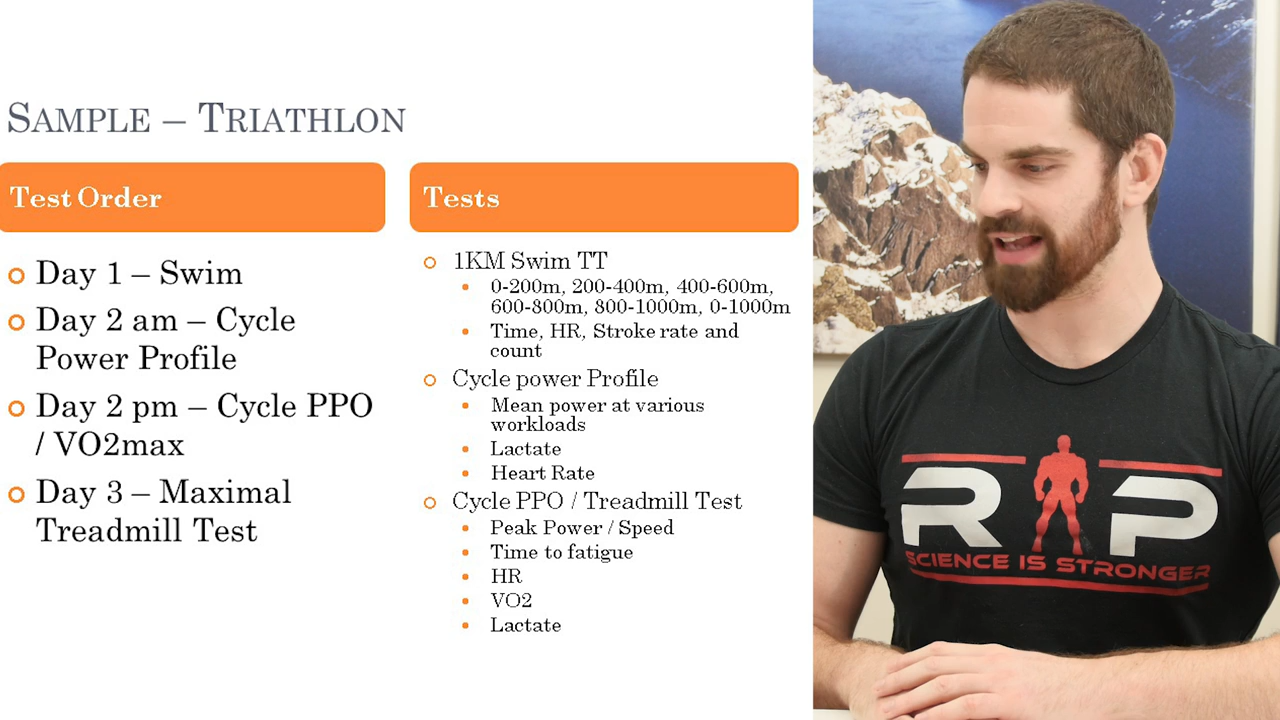 SAMPLE – TRIATHLON
Test Order
Day 1 – Swim
Day 2 am – Cycle
Power Profile
Day 2 pm – Cycle PPO
/ VO2max
Day 3 – Maximal
Treadmill Test
Tests
1KM Swim TT
0-200m, 200-400m, 400-600m,
600-800m, 800-1000m, 0-1000m
Time, HR, Stroke rate and
count
Cycle power Profile
Mean power at various
workloads
Lactate
Heart Rate
Cycle PPO / Treadmill Test
Peak Power / Speed
Time to fatigue
HR
VO2
Lactate
R P
SCIENCE IS STRONGER